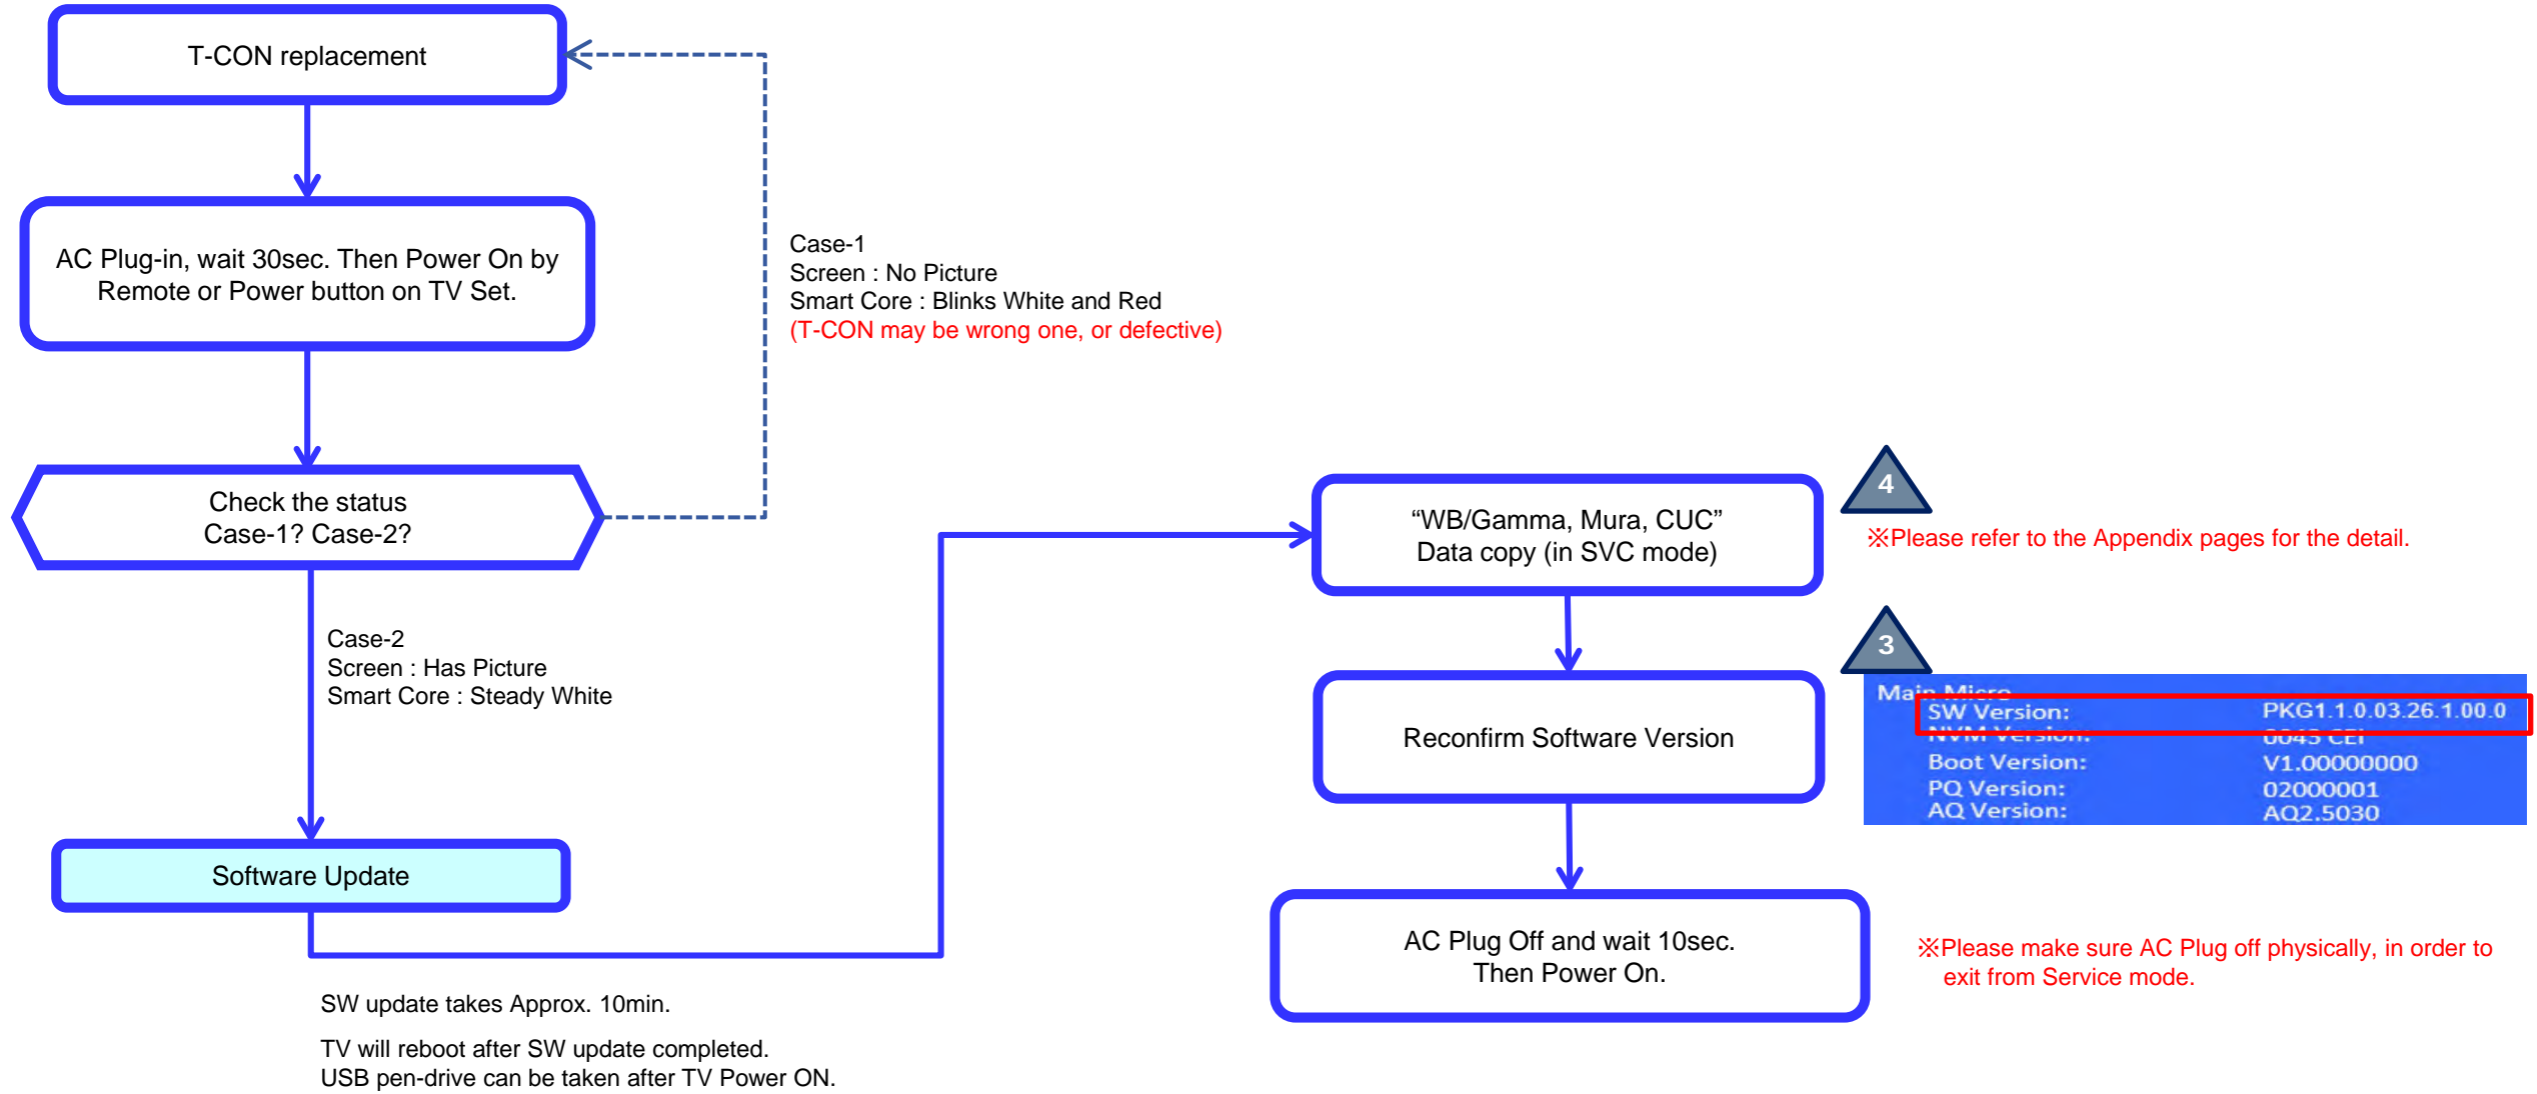 T-CON replacement
AC Plug-in, wait 30sec. Then Power On by
Remote or Power button on TV Set.
Check the status
Case-1? Case-2?
Case-1
Screen : No Picture
Smart Core : Blinks White and Red
(T-CON may be wrong one, or defective)
Case-2
Screen : Has Picture
Smart Core : Steady White
Software Update
SW update takes Approx. 10min.
TV will reboot after SW update completed.
USB pen-drive can be taken after TV Power ON.
“WB/Gamma, Mura, CUC”
Data copy (in SVC mode)
4
※Please refer to the Appendix pages for the detail.
Reconfirm Software Version
3
Main Micro
SW Version: PKG1.1.0.03.26.1.00.0
NVM Version: 0045 CEI
Boot Version: V1.00000000
PQ Version: 02000001
AQ Version: AQ2.5030
AC Plug Off and wait 10sec.
Then Power On.
※Please make sure AC Plug off physically, in order to
exit from Service mode.